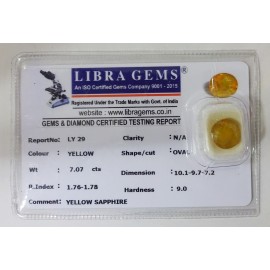 LIBRA GEMS
An ISO Certified Gems Company 9001 - 2015
Registered Under the Trade Marks with Govt. of India
website : www.libragems.co.in
GEMS & DIAMOND CERTIFIED TESTING REPORT
ReportNo: LY 29 Clarity : N/A
Colour : YELLOW Shape/cut : OVAL
Wt : 7.07 cts Dimension : 10.1-9.7-7.2
R.Index : 1.76-1.78 Hardness : 9.0
Comment : YELLOW SAPPHIRE